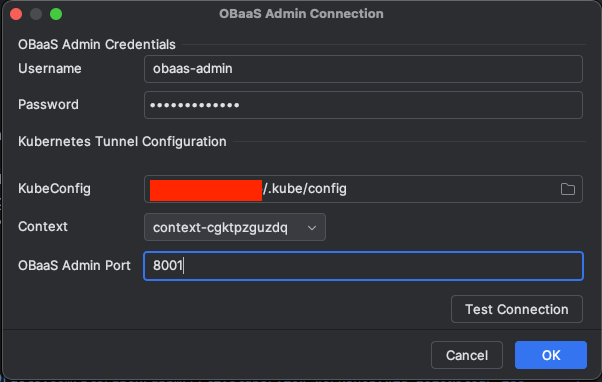 OBaaS Admin Connection
OBaaS Admin Credentials
Username obaas-admin
Password •••••••••••••
Kubernetes Tunnel Configuration
KubeConfig /.kube/config
Context context-cgktpzguzdq
OBaaS Admin Port 8001
Test Connection
Cancel OK